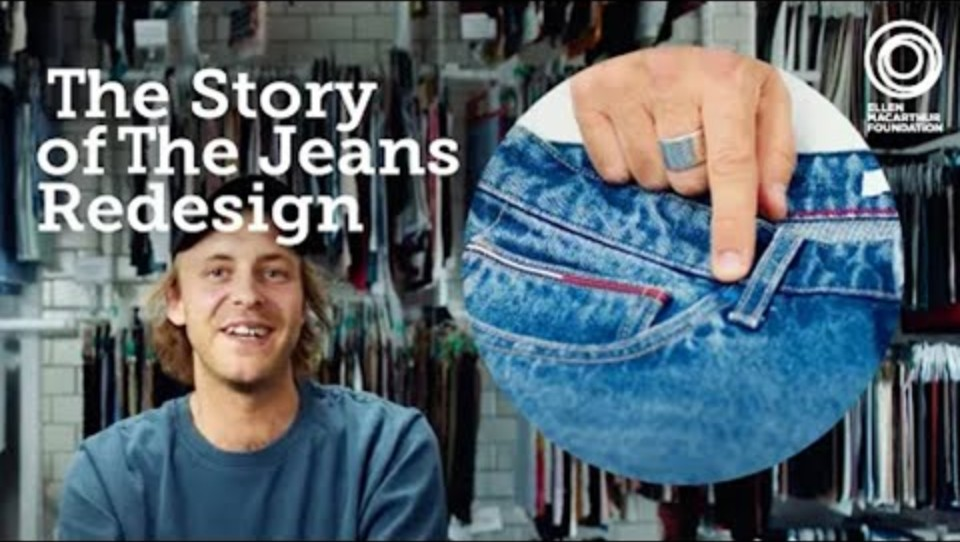 The Story
of The Jeans
Redesign
ELLEN
MACARTHUR
FOUNDATION